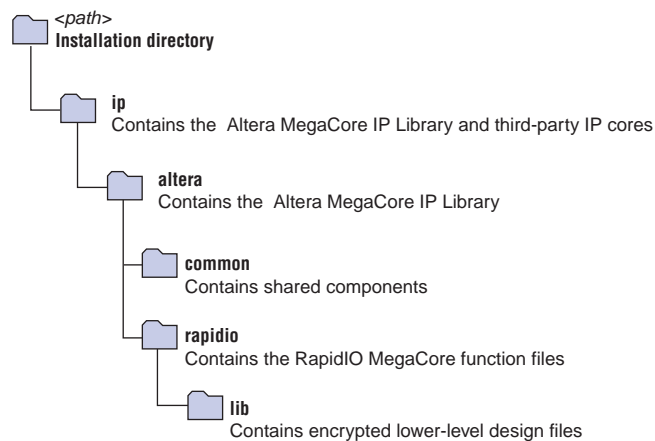 <path>
Installation directory
ip
Contains the Altera MegaCore IP Library and third-party IP cores
altera
Contains the Altera MegaCore IP Library
common
Contains shared components
rapidio
Contains the RapidIO MegaCore function files
lib
Contains encrypted lower-level design files